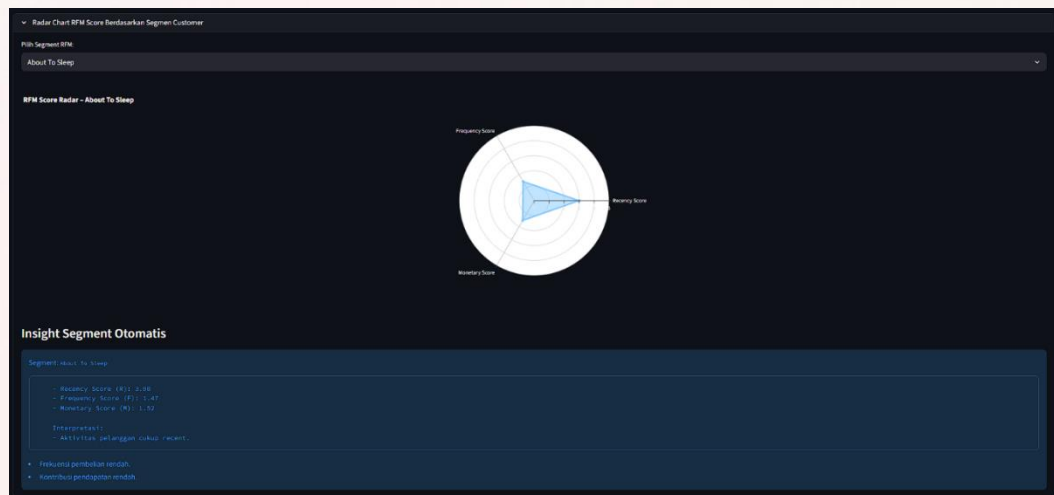 Radar Chart RFM Score Berdasarkan Segmen Customer
Pilih Segment RFM:
About To Sleep
RFM Score Radar – About To Sleep
Frequency Score
Recency Score
Monetary Score
Insight Segment Otomatis
Segment: About To Sleep
- Recency Score (R): 3.00
- Frequency Score (F): 1.47
- Monetary Score (M): 1.52
Interpretasi:
- Aktivitas pelanggan cukup recent.
• Frekuensi pembelian rendah.
• Kontribusi pendapatan rendah.